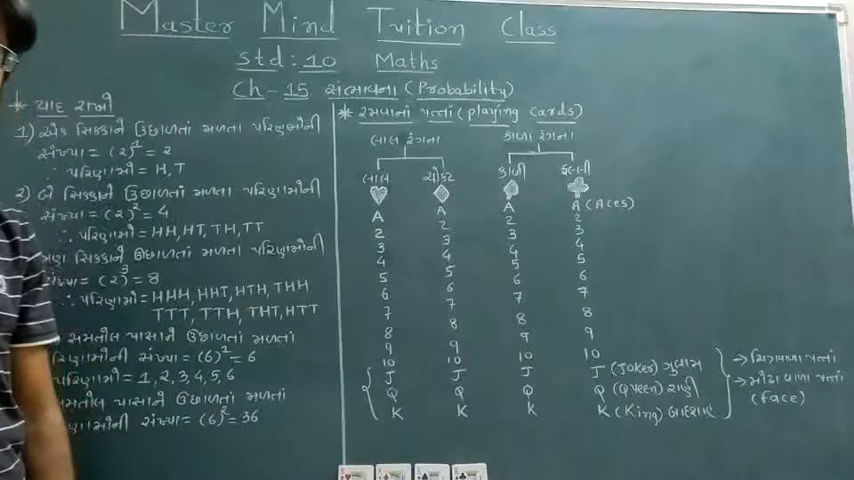 Master Mind Tuition Class
std : 10 Maths
Ch - 15 સંભાવના (Probability)
* યાદ રાખો
1) એક સિક્કાને ઉછાળતાં મળતા પરિણામોની
સંખ્યા = (2)¹ = 2
∴ પરિણામો = H, T
2) બે સિક્કાને ઉછાળતાં મળતા પરિણામોની
સંખ્યા = (2)² = 4
∴ પરિણામો = HH, HT, TH, TT
સિક્કાને ઉછાળતાં મળતા પરિણામોની
= (2)³ = 8
∴ પરિણામો = HHH, HHT, HTH, THH
TTT, TTH, THT, HTT
સમતોલ પાસાને ઉછાળતાં મળતાં
સંખ્યા = (6)¹ = 6
પરિણામો = 1, 2, 3, 4, 5, 6
ઉછાળતાં મળતાં
સંખ્યા = (6)² = 36
* રમવાનાં પત્તાં (playing cards)
લાલ રંગના કાળા રંગના
લાલ ચોકટ કાળી ફુલ્લી
♥ ♦ ♠ ♣
A A A A (Aces)
2 2 2 2
3 3 3 3
4 4 4 4
5 5 5 5
6 6 6 6
7 7 7 7
8 8 8 8
9 9 9 9
10 10 10 10
J J J J (Joker) ગુલામ
Q Q Q Q (Queen) રાણી
K K K K (King) બાદશાહ
→ ચિત્રવાળા પત્તાં
→ મોઢાવાળા પત્તાં
(face)